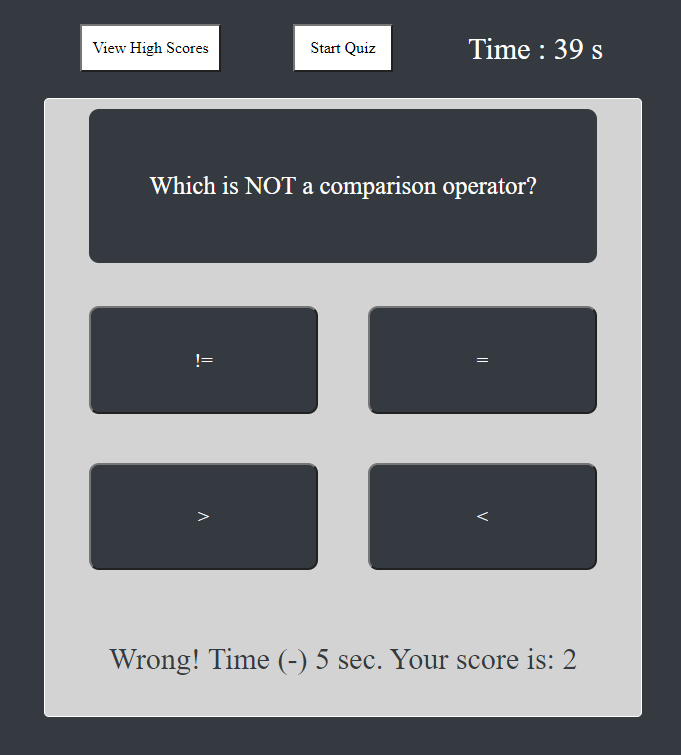 View High Scores
Start Quiz
Time : 39 s
Which is NOT a comparison operator?
!=
=
>
<
Wrong! Time (-) 5 sec. Your score is: 2